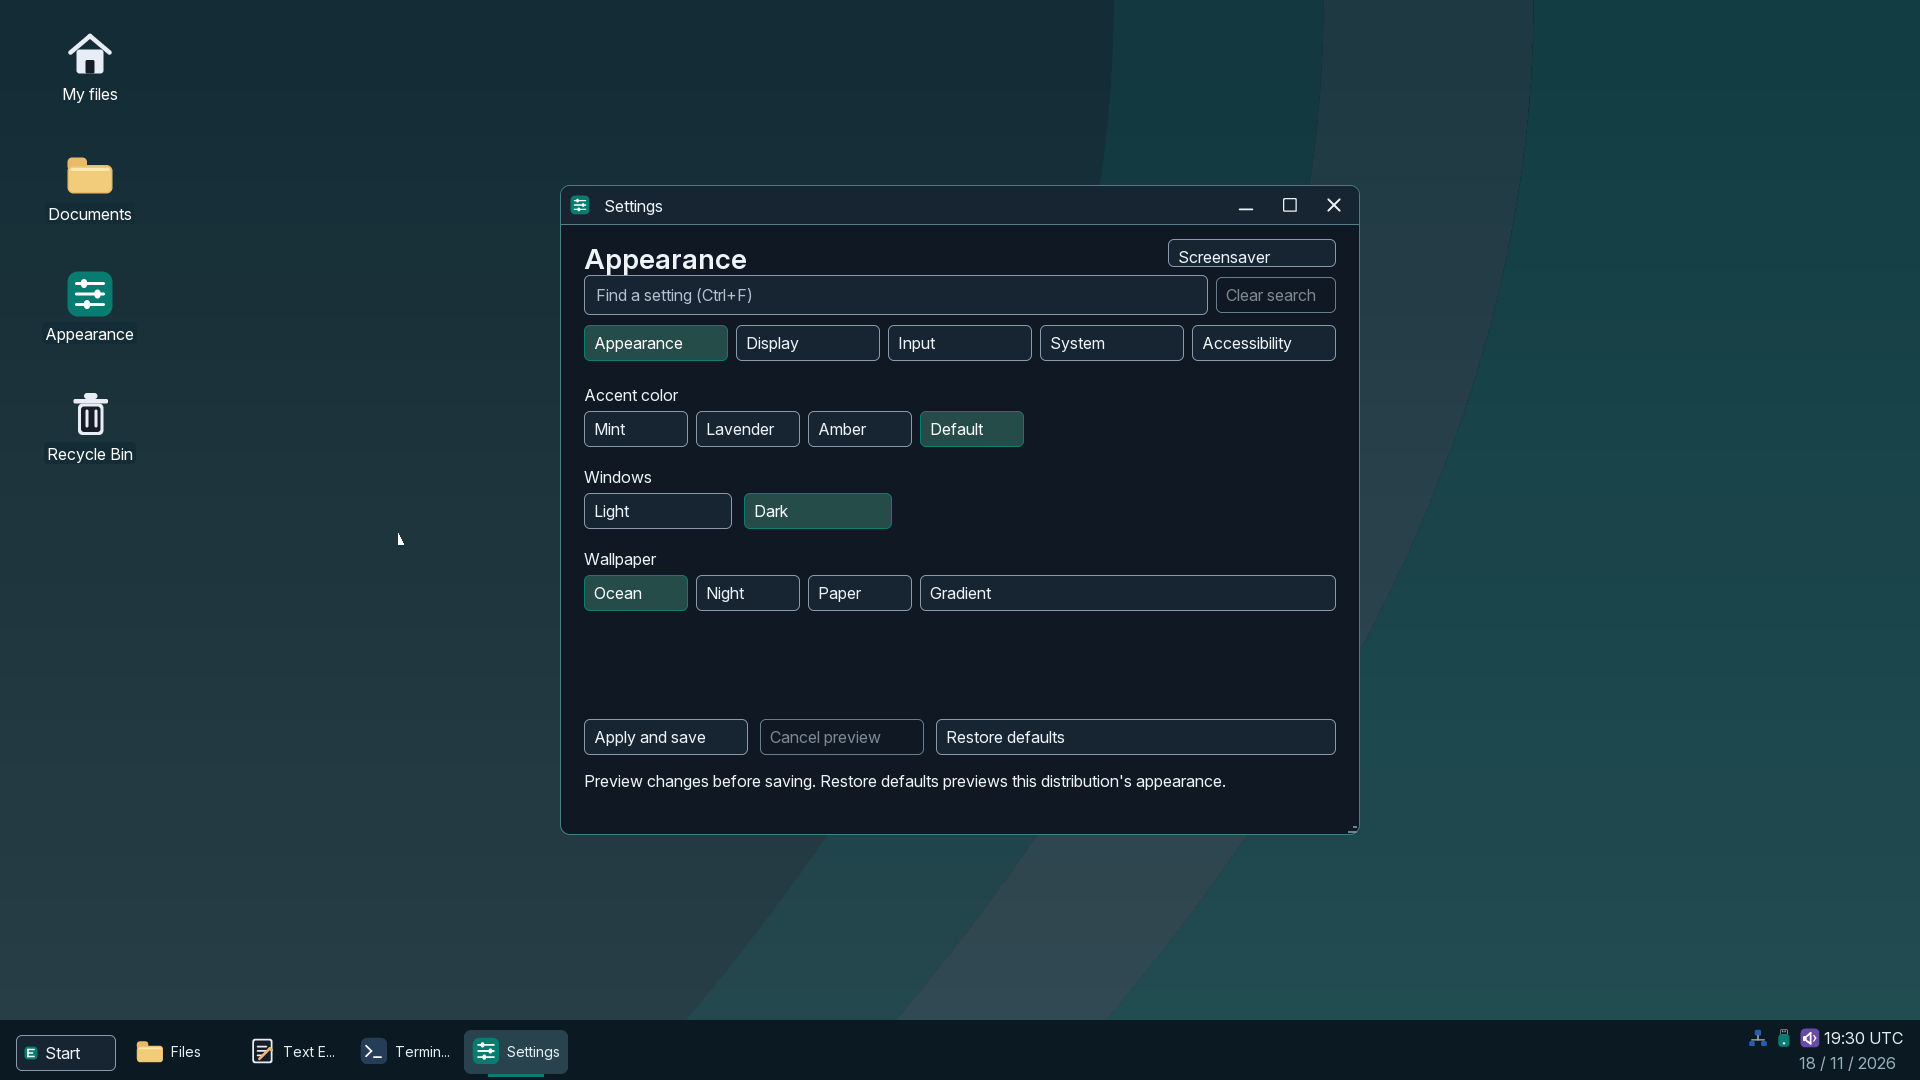 My files
Documents
Appearance
Recycle Bin
Settings
Appearance
Screensaver
Find a setting (Ctrl+F)
Clear search
Appearance
Display
Input
System
Accessibility
Accent color
Mint
Lavender
Amber
Default
Windows
Light
Dark
Wallpaper
Ocean
Night
Paper
Gradient
Apply and save
Cancel preview
Restore defaults
Preview changes before saving. Restore defaults previews this distribution's appearance.
Start
Files
Text E...
Termin...
Settings
19:30 UTC
18 / 11 / 2026